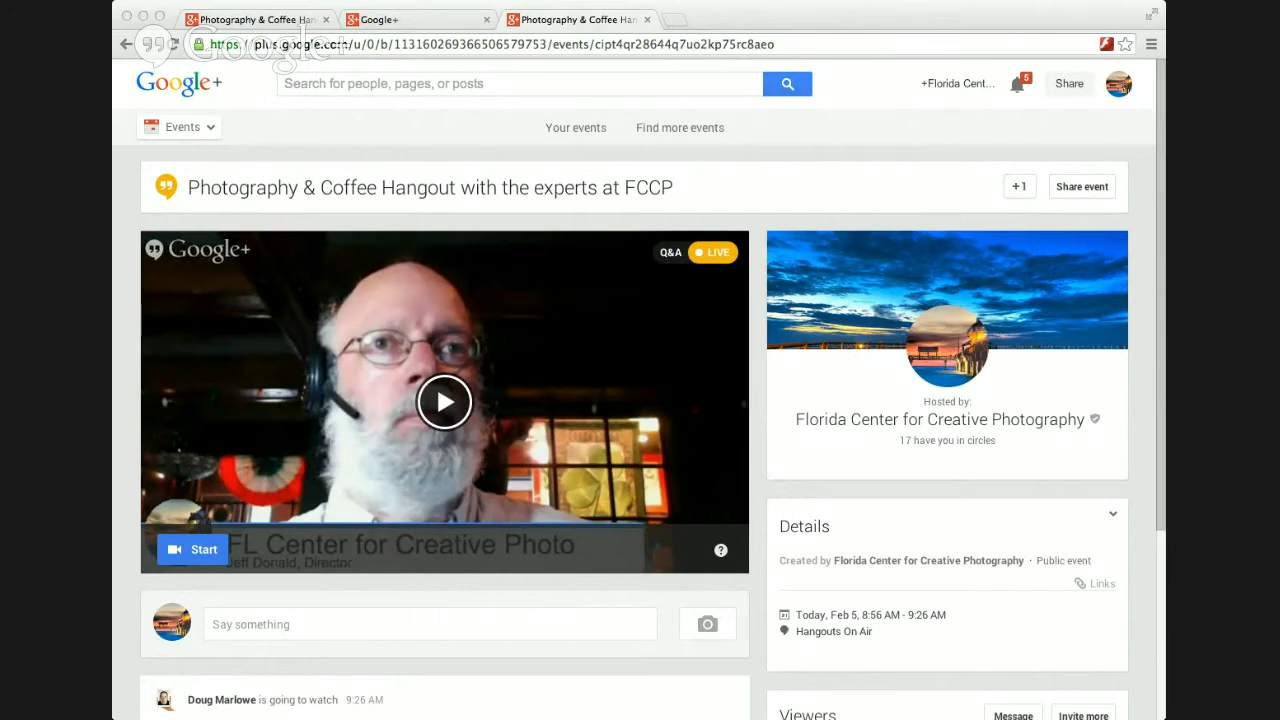 Photography & Coffee Han
Google+
Photography & Coffee Han
Google+
https://plus.google.com/u/0/b/113160269366506579753/events/cipt4qr28644q7uo2kp75rc8aeo
Google+
Search for people, pages, or posts
+Florida Cent...
5
Share
Events
Your events
Find more events
Photography & Coffee Hangout with the experts at FCCP
+1
Share event
Google+
Q&A
LIVE
Start
FL Center for Creative Photo
Jeff Donald, Director
Say something
Doug Marlowe is going to watch 9:26 AM
Hosted by:
Florida Center for Creative Photography
17 have you in circles
Details
Created by Florida Center for Creative Photography · Public event
Links
Today, Feb 5, 8:56 AM - 9:26 AM
Hangouts On Air
Viewers
Message
Invite more